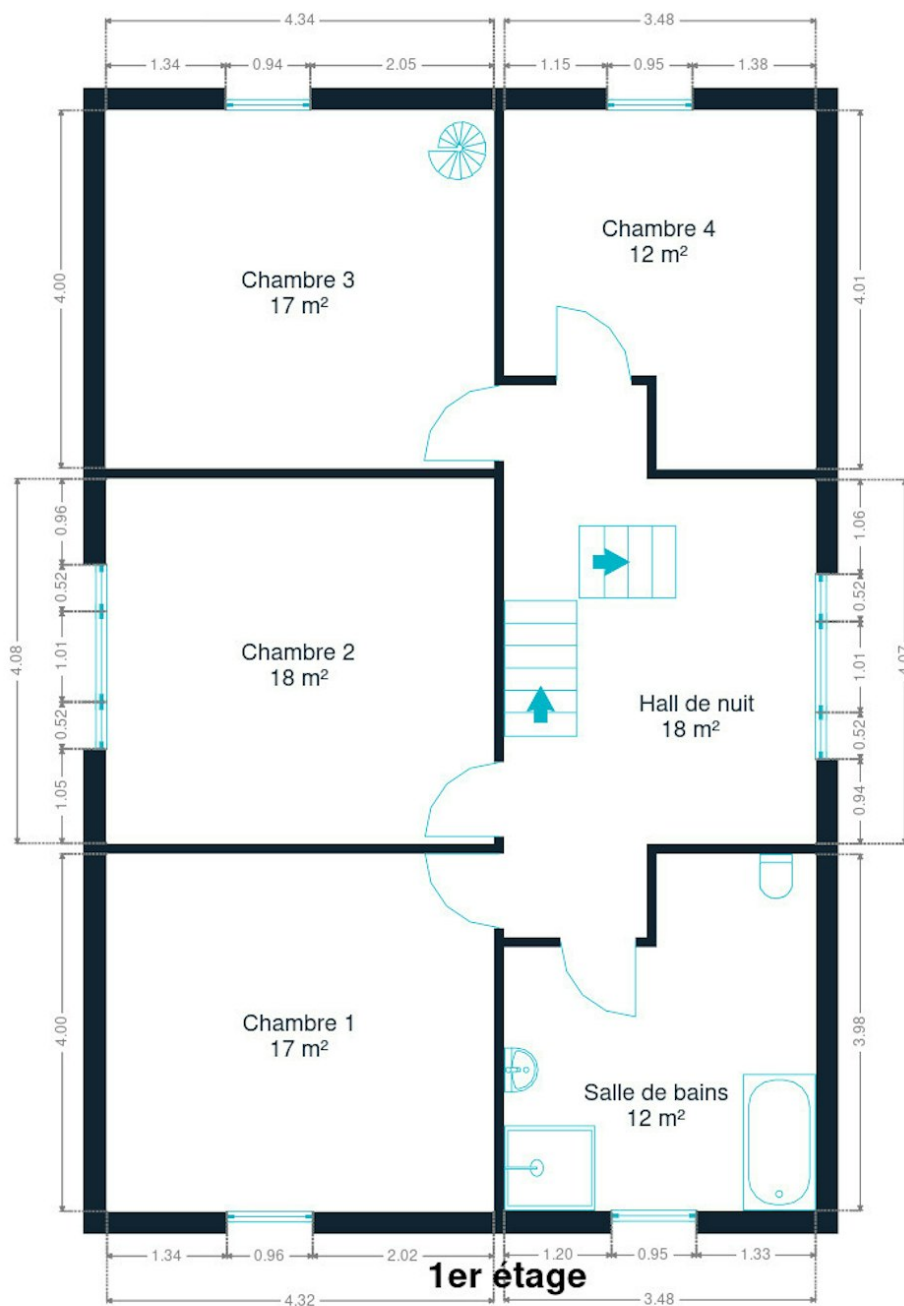 4.34
3.48
1.34
0.94
2.05
1.15
0.95
1.38
4.00
4.01
Chambre 4
12 m²
Chambre 3
17 m²
4.08
0.96
0.52
1.01
0.52
1.05
Chambre 2
18 m²
Hall de nuit
18 m²
1.06
0.52
1.01
0.52
0.94
4.07
4.00
Chambre 1
17 m²
Salle de bains
12 m²
3.98
1.34
0.96
2.02
1.20
0.95
1.33
1er étage
4.32
3.48